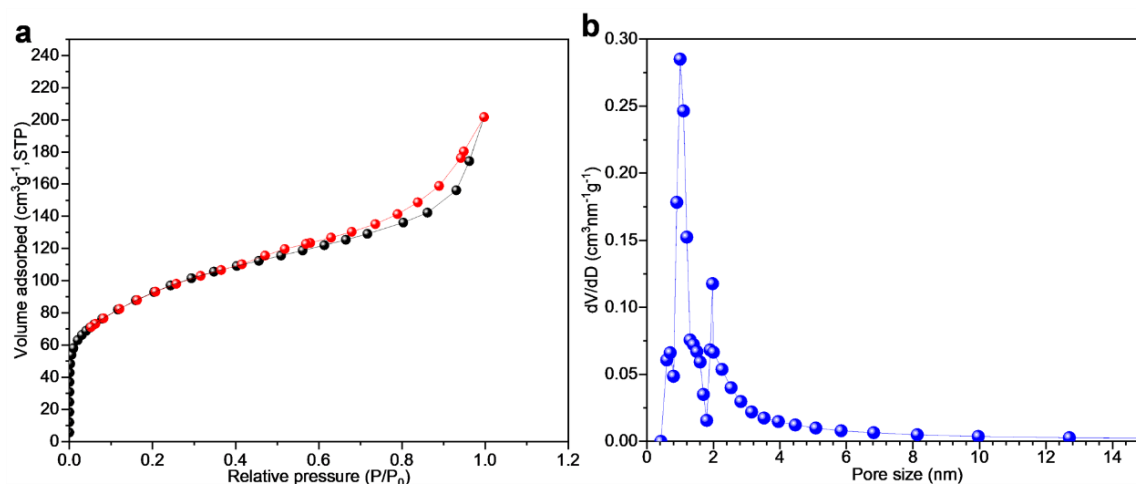 a
240
220
200
180
160
140
120
100
80
60
40
20
0
0.0 0.2 0.4 0.6 0.8 1.0 1.2
Volume adsorbed (cm³g⁻¹,STP)
Relative pressure (P/P₀)
b
0.30
0.25
0.20
0.15
0.10
0.05
0.00
0 2 4 6 8 10 12 14
dV/dD (cm³nm⁻¹g⁻¹)
Pore size (nm)